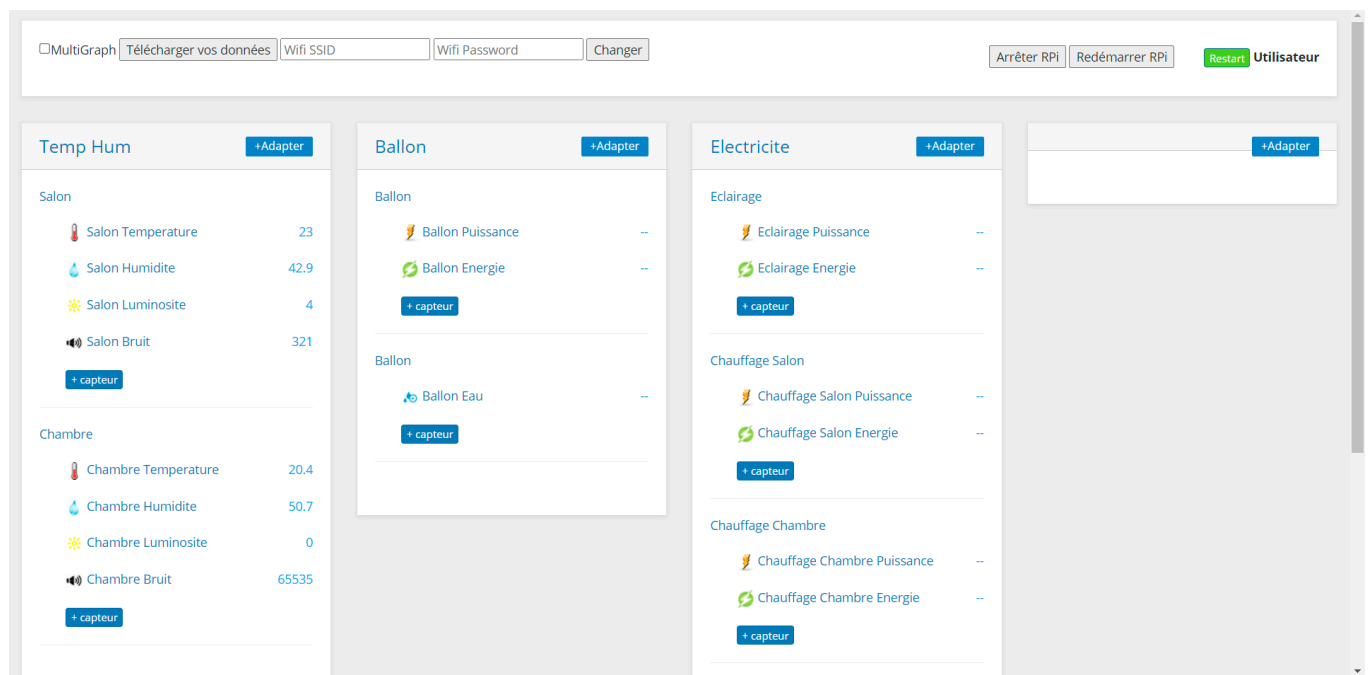 MultiGraph Télécharger vos données Wifi SSID Wifi Password Changer Arrêter RPi Redémarrer RPi Restart Utilisateur
Temp Hum +Adapter
Salon
Salon Temperature 23
Salon Humidite 42.9
Salon Luminosite 4
Salon Bruit 321
+ capteur
Chambre
Chambre Temperature 20.4
Chambre Humidite 50.7
Chambre Luminosite 0
Chambre Bruit 65535
+ capteur
Ballon +Adapter
Ballon
Ballon Puissance --
Ballon Energie --
+ capteur
Ballon
Ballon Eau --
+ capteur
Electricite +Adapter
Eclairage
Eclairage Puissance --
Eclairage Energie --
+ capteur
Chauffage Salon
Chauffage Salon Puissance --
Chauffage Salon Energie --
+ capteur
Chauffage Chambre
Chauffage Chambre Puissance --
Chauffage Chambre Energie --
+ capteur
+Adapter